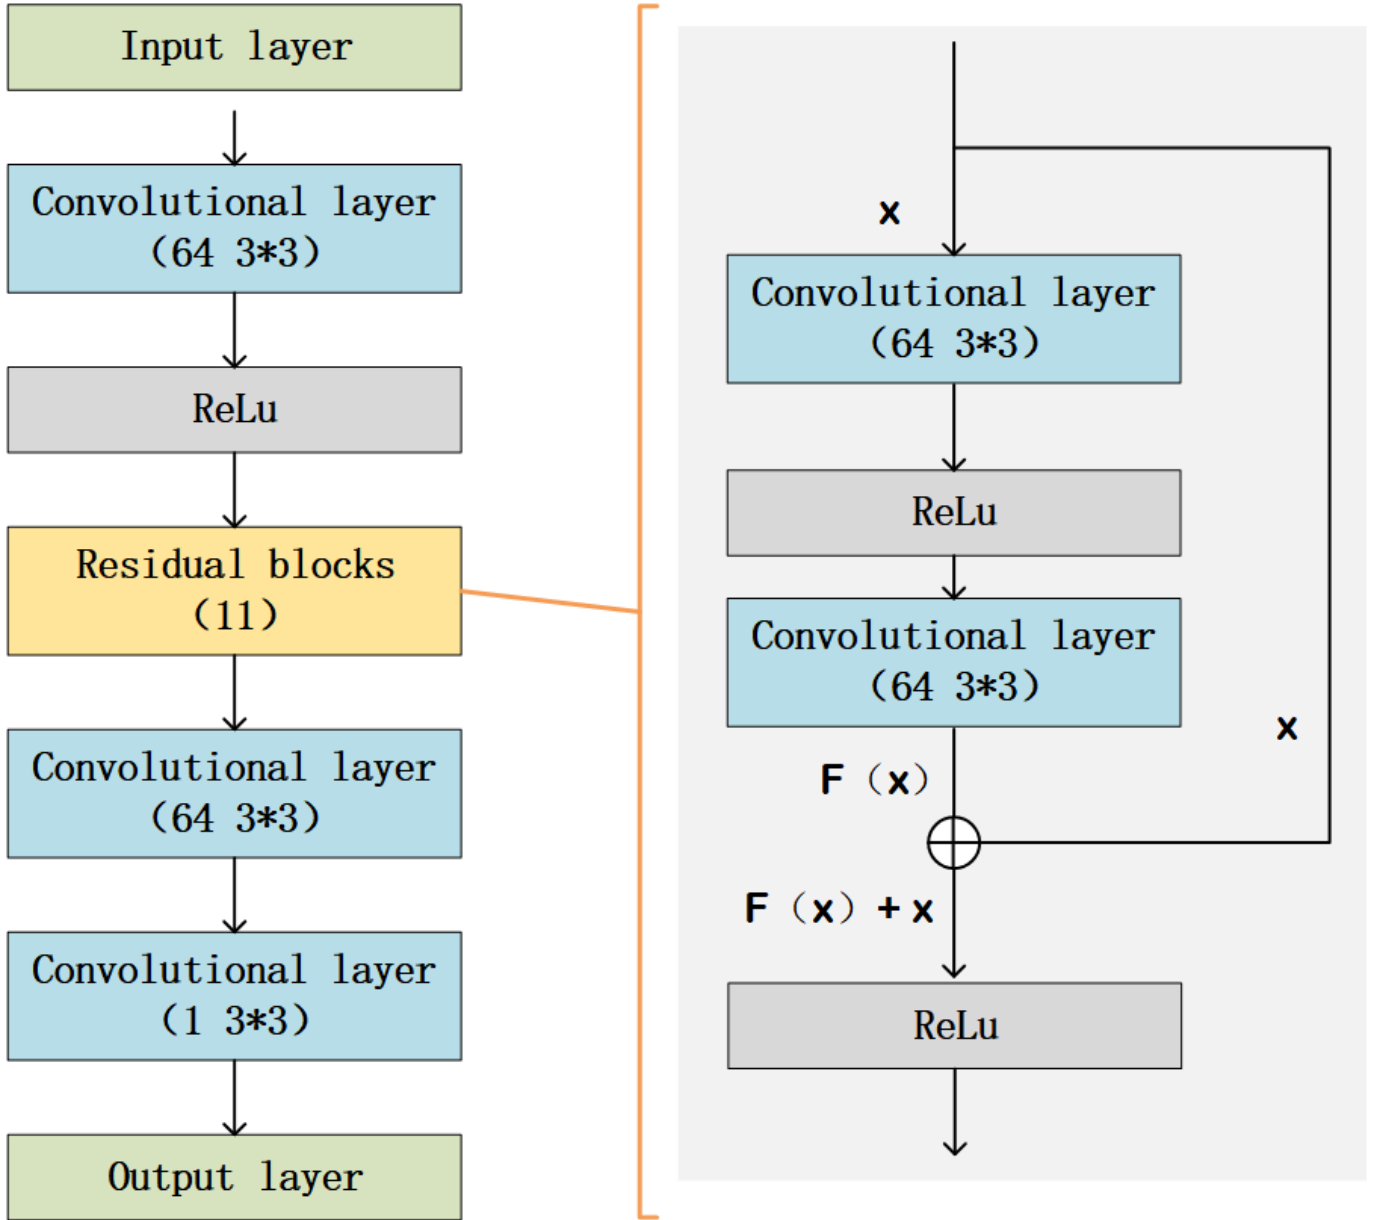 Input layer
Convolutional layer
(64 3*3)
ReLu
Residual blocks
(11)
Convolutional layer
(64 3*3)
Convolutional layer
(1 3*3)
Output layer
x
Convolutional layer
(64 3*3)
ReLu
Convolutional layer
(64 3*3)
x
F（x）
F（x）+ x
ReLu